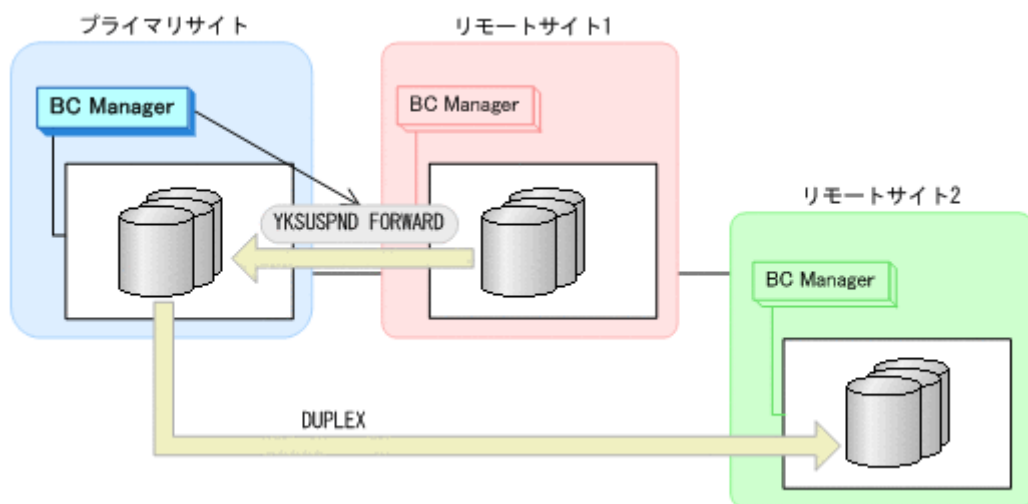 プライマリサイト
リモートサイト1
BC Manager
BC Manager
リモートサイト2
YKSUSPND FORWARD
BC Manager
DUPLEX